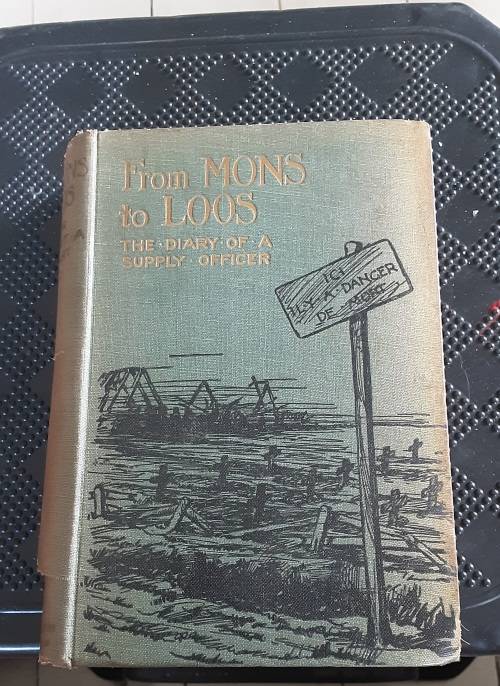 From MONS
to LOOS
THE·DIARY·OF·A
SUPPLY·OFFICER
ICI
IL·Y·A·DANGER
DE MORT